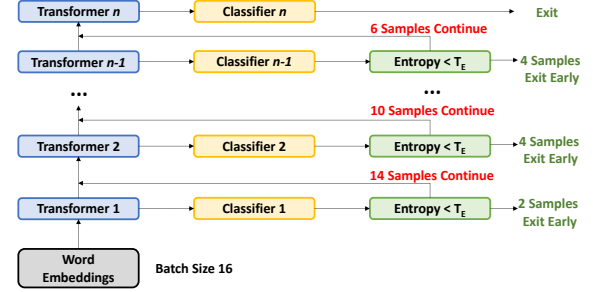 Transformer n
Classifier n
Exit
6 Samples Continue
Transformer n-1
Classifier n-1
Entropy < TE
4 Samples
Exit Early
...
...
10 Samples Continue
Transformer 2
Classifier 2
Entropy < TE
4 Samples
Exit Early
14 Samples Continue
Transformer 1
Classifier 1
Entropy < TE
2 Samples
Exit Early
Word
Embeddings
Batch Size 16